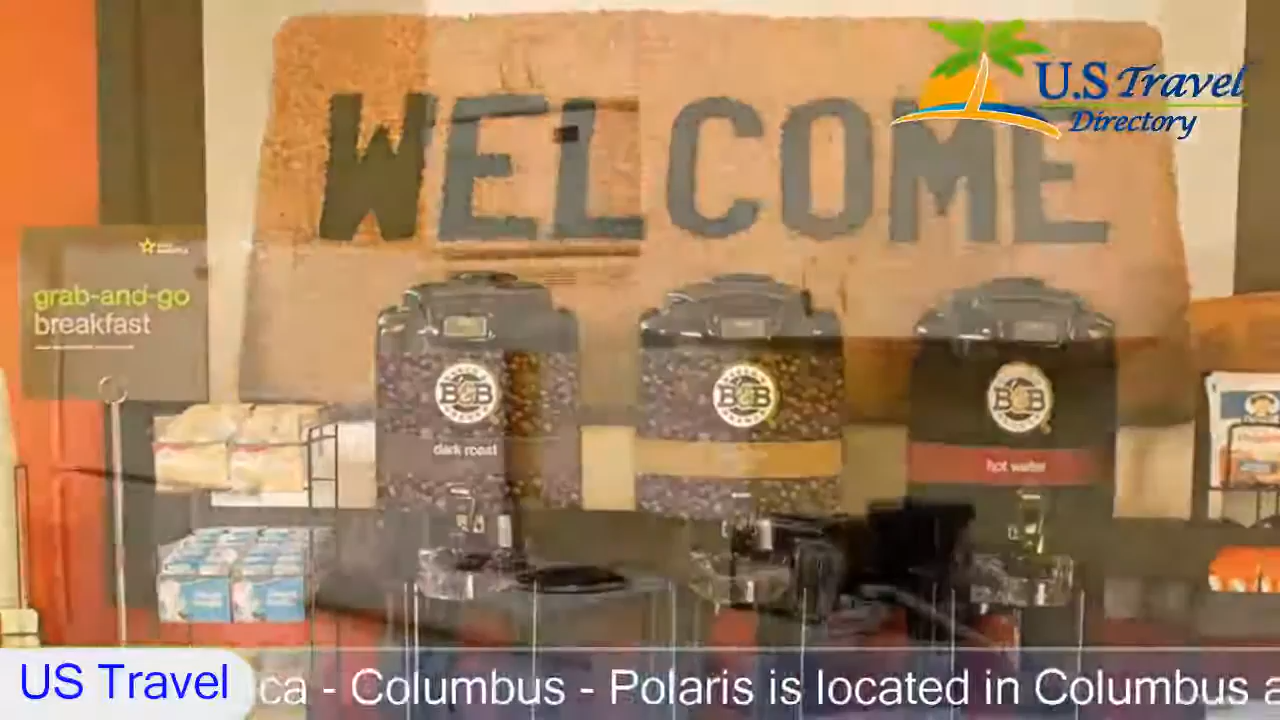 WELCOME
U.S Travel
Directory
grab-and-go
breakfast
B&B
dark roast
B&B
B&B
hot water
US Travel
ca - Columbus - Polaris is located in Columbus a